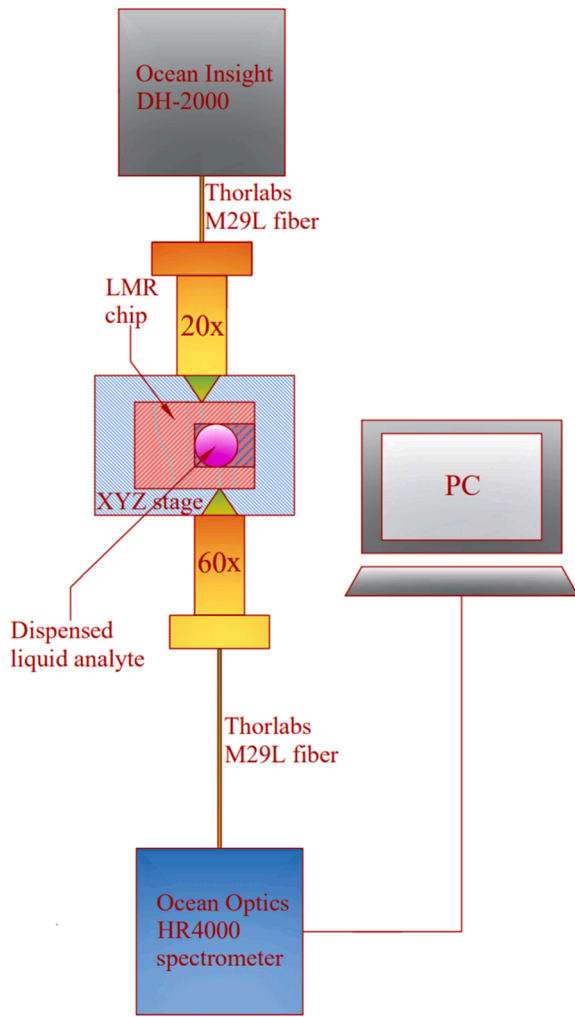 Ocean Insight
DH-2000
Thorlabs
M29L fiber
LMR
chip
20x
XYZ stage
PC
60x
Dispensed
liquid analyte
Thorlabs
M29L fiber
Ocean Optics
HR4000
spectrometer